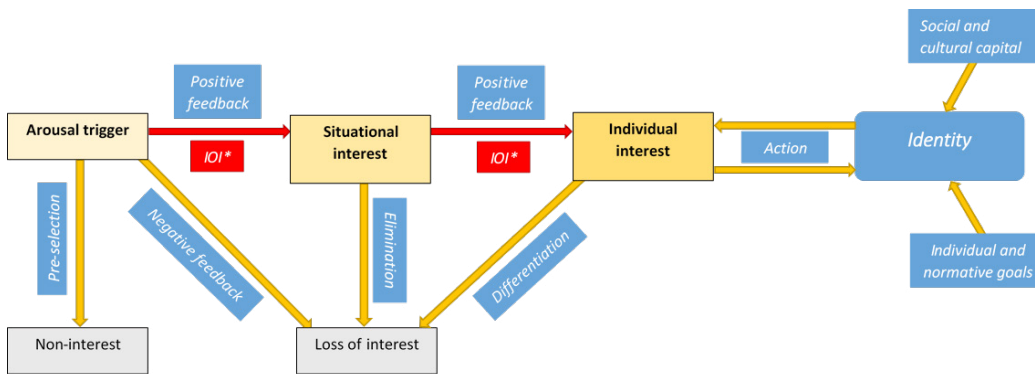 Social and
cultural capital
Positive
feedback
Positive
feedback
Arousal trigger
Situational
interest
Individual
interest
Identity
IOI*
IOI*
Action
Pre-selection
Negative feedback
Elimination
Differentiation
Individual and
normative goals
Non-interest
Loss of interest